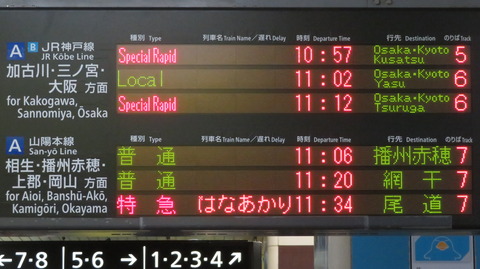 種別 Type 列車名 Train Name／遅れ Delay 時刻 Departure Time 行先 Destination のりば Track
A B JR神戸線
JR Kōbe Line
加古川・三ノ宮・
大阪 方面
for Kakogawa,
Sannomiya, Ōsaka
Special Rapid 10:57 Osaka・Kyoto Kusatsu 5
Local 11:02 Osaka・Kyoto Yasu 6
Special Rapid 11:12 Osaka・Kyoto Tsuruga 6
種別 Type 列車名 Train Name／遅れ Delay 時刻 Departure Time 行先 Destination のりば Track
A 山陽本線
San-yō Line
相生・播州赤穂・
上郡・岡山 方面
for Aioi, Banshū-Akō,
Kamigōri, Okayama
普通 11:06 播州赤穂 7
普通 11:20 網干 7
特急 はなあかり 11:34 尾道 7
←7・8 5・6→ 1・2・3・4↗